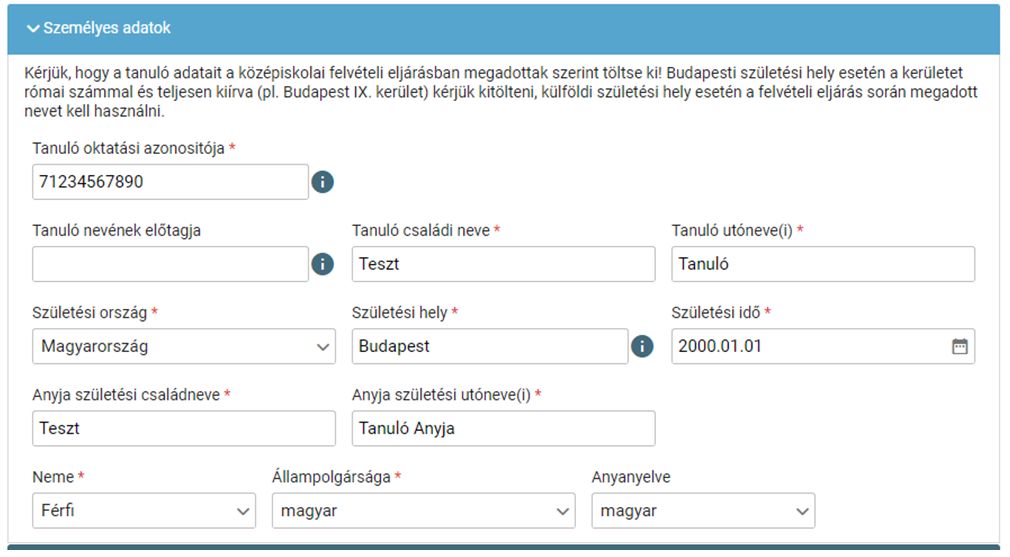 Személyes adatok
Kérjük, hogy a tanuló adatait a középiskolai felvételi eljárásban megadottak szerint töltse ki! Budapesti születési hely esetén a kerületet
római számmal és teljesen kiírva (pl. Budapest IX. kerület) kérjük kitölteni, külföldi születési hely esetén a felvételi eljárás során megadott
nevet kell használni.
Tanuló oktatási azonosítója *
71234567890
Tanuló nevének előtagja Tanuló családi neve * Tanuló utóneve(i) *
Teszt Tanuló
Születési ország * Születési hely * Születési idő *
Magyarország Budapest 2000.01.01
Anyja születési családneve * Anyja születési utóneve(i) *
Teszt Tanuló Anyja
Neme * Állampolgársága * Anyanyelve
Férfi magyar magyar